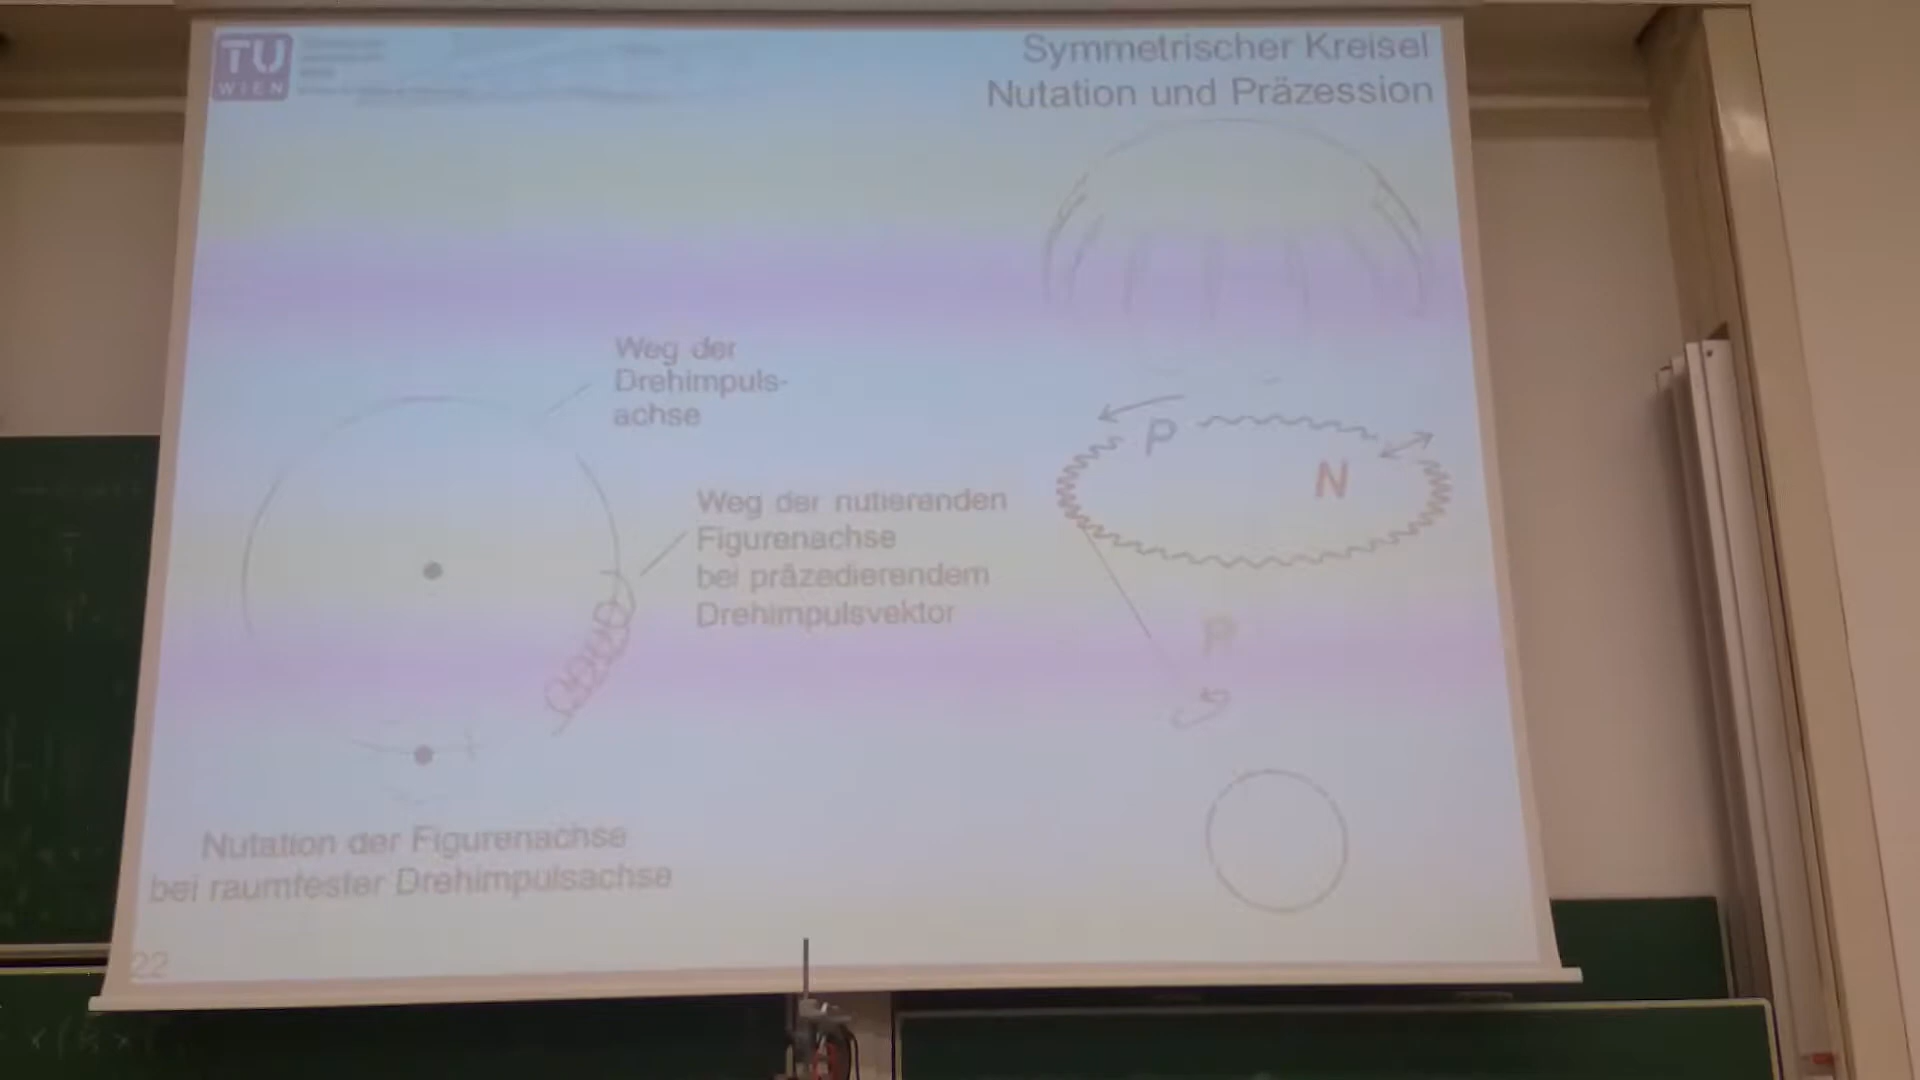 TU
WIEN
Symmetrischer Kreisel
Nutation und Präzession
Weg der
Drehimpuls-
achse
P
N
Weg der nutierenden
Figurenachse
bei präzedierendem
Drehimpulsvektor
R
Nutation der Figurenachse
bei raumfester Drehimpulsachse
22